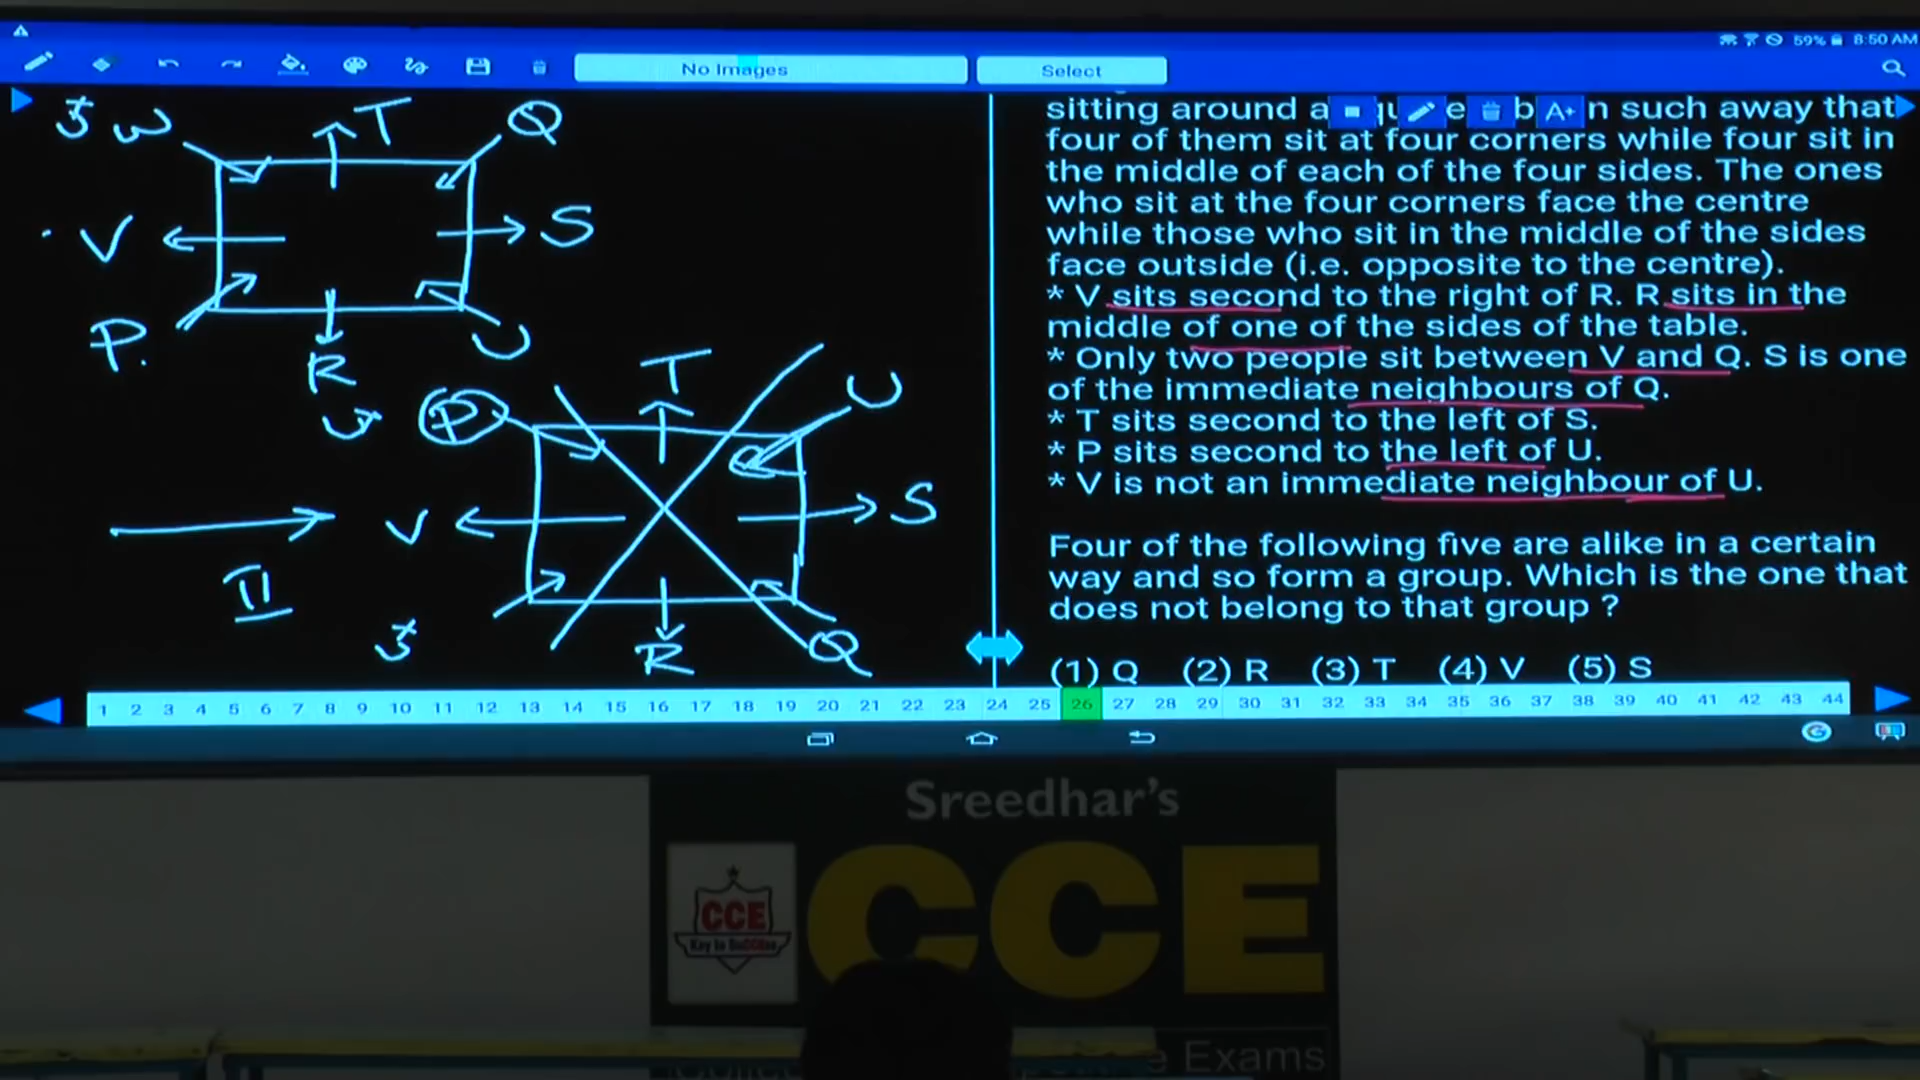 59% 8:50 AM
No Images Select
W T Q
V S
P. R U
P T U
V S
II
R Q
sitting around a n such away that
four of them sit at four corners while four sit in
the middle of each of the four sides. The ones
who sit at the four corners face the centre
while those who sit in the middle of the sides
face outside (i.e. opposite to the centre).
* V sits second to the right of R. R sits in the
middle of one of the sides of the table.
* Only two people sit between V and Q. S is one
of the immediate neighbours of Q.
* T sits second to the left of S.
* P sits second to the left of U.
* V is not an immediate neighbour of U.
Four of the following five are alike in a certain
way and so form a group. Which is the one that
does not belong to that group ?
(1) Q (2) R (3) T (4) V (5) S
1 2 3 4 5 6 7 8 9 10 11 12 13 14 15 16 17 18 19 20 21 22 23 24 25 26 27 28 29 30 31 32 33 34 35 36 37 38 39 40 41 42 43 44
Sreedhar's
CCE
CCE
Key to Success
Exams